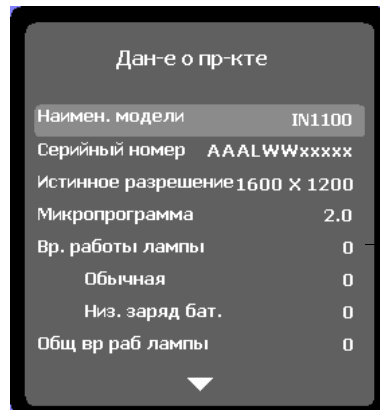 Дан-е о пр-кте
Наимен. модели IN1100
Серийный номер AAALWWxxxxx
Истинное разрешение 1600 X 1200
Микропрограмма 2.0
Вр. работы лампы 0
Обычная 0
Низ. заряд бат. 0
Общ вр раб лампы 0